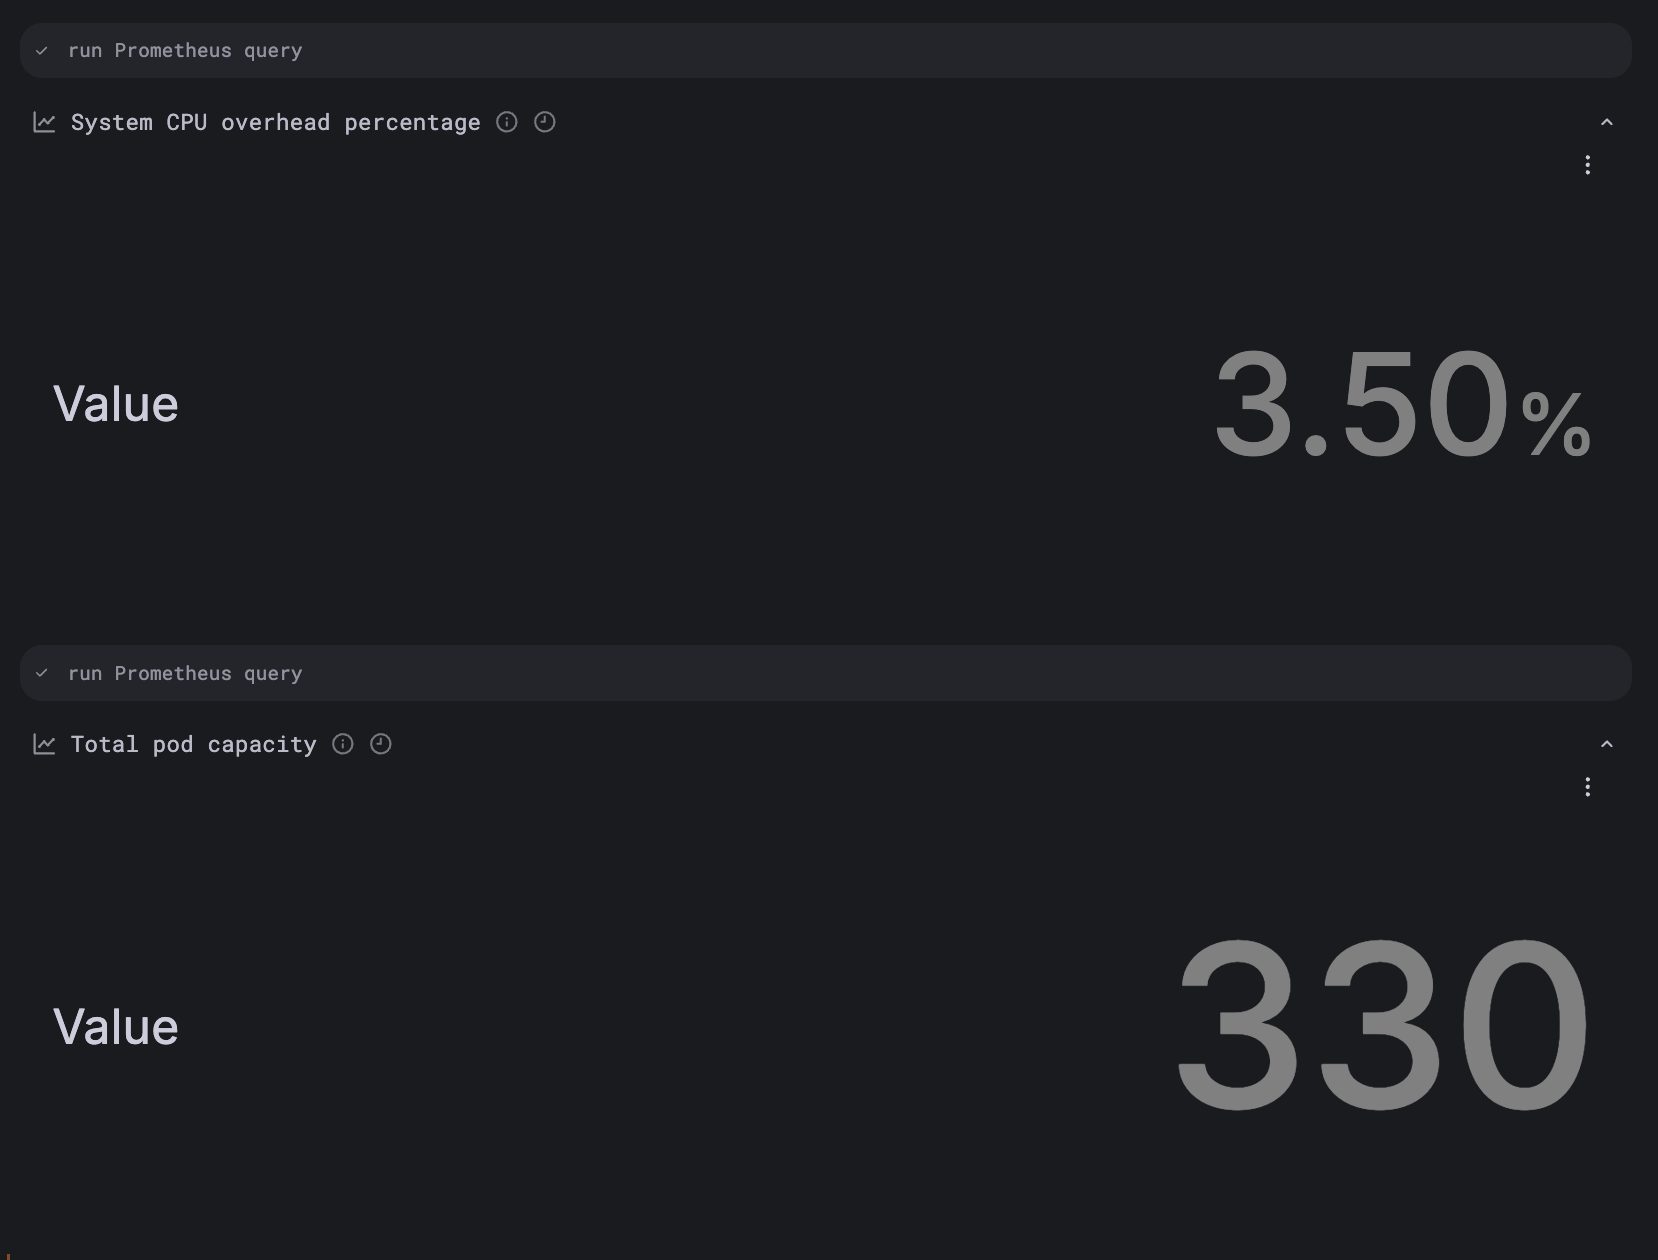 run Prometheus query
System CPU overhead percentage
Value
3.50%
run Prometheus query
Total pod capacity
Value
330